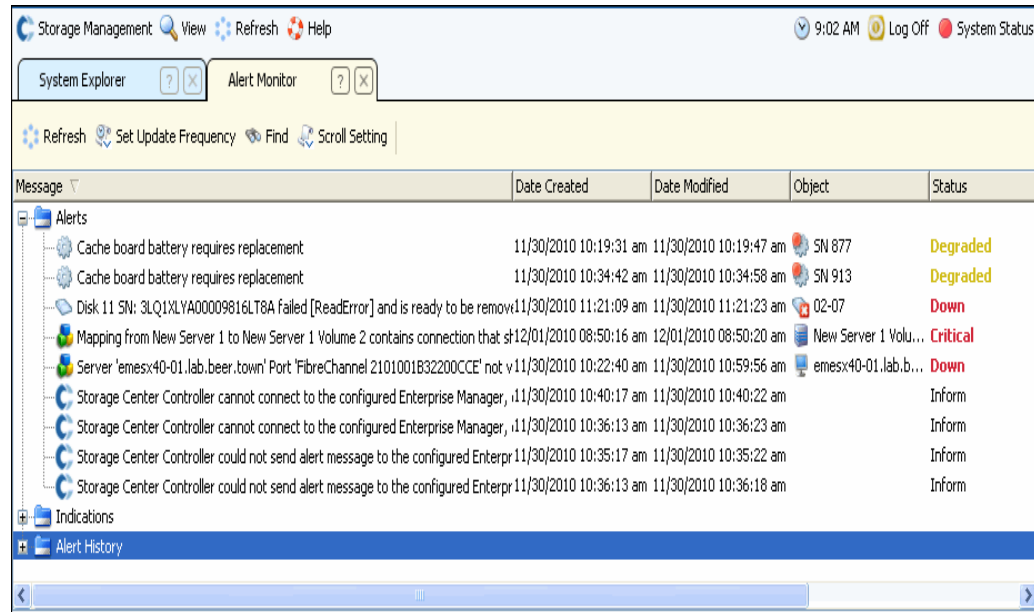 Storage Management View Refresh Help 9:02 AM Log Off System Status
System Explorer ? X Alert Monitor ? X
Refresh Set Update Frequency Find Scroll Setting
Message Date Created Date Modified Object Status
Alerts
Cache board battery requires replacement 11/30/2010 10:19:31 am 11/30/2010 10:19:47 am SN 877 Degraded
Cache board battery requires replacement 11/30/2010 10:34:42 am 11/30/2010 10:34:58 am SN 913 Degraded
Disk 11 SN: 3LQ1XLYA00009816LT8A failed [ReadError] and is ready to be remove 11/30/2010 11:21:09 am 11/30/2010 11:21:23 am 02-07 Down
Mapping from New Server 1 to New Server 1 Volume 2 contains connection that sh 12/01/2010 08:50:16 am 12/01/2010 08:50:20 am New Server 1 Volu... Critical
Server 'emesx40-01.lab.beer.town' Port 'FibreChannel 2101001B32200CCE' not v 11/30/2010 10:22:40 am 11/30/2010 10:59:56 am emesx40-01.lab.b... Down
Storage Center Controller cannot connect to the configured Enterprise Manager, 11/30/2010 10:40:17 am 11/30/2010 10:40:22 am Inform
Storage Center Controller cannot connect to the configured Enterprise Manager, 11/30/2010 10:36:13 am 11/30/2010 10:36:23 am Inform
Storage Center Controller could not send alert message to the configured Enterpr 11/30/2010 10:35:17 am 11/30/2010 10:35:22 am Inform
Storage Center Controller could not send alert message to the configured Enterpr 11/30/2010 10:36:13 am 11/30/2010 10:36:18 am Inform
Indications
Alert History